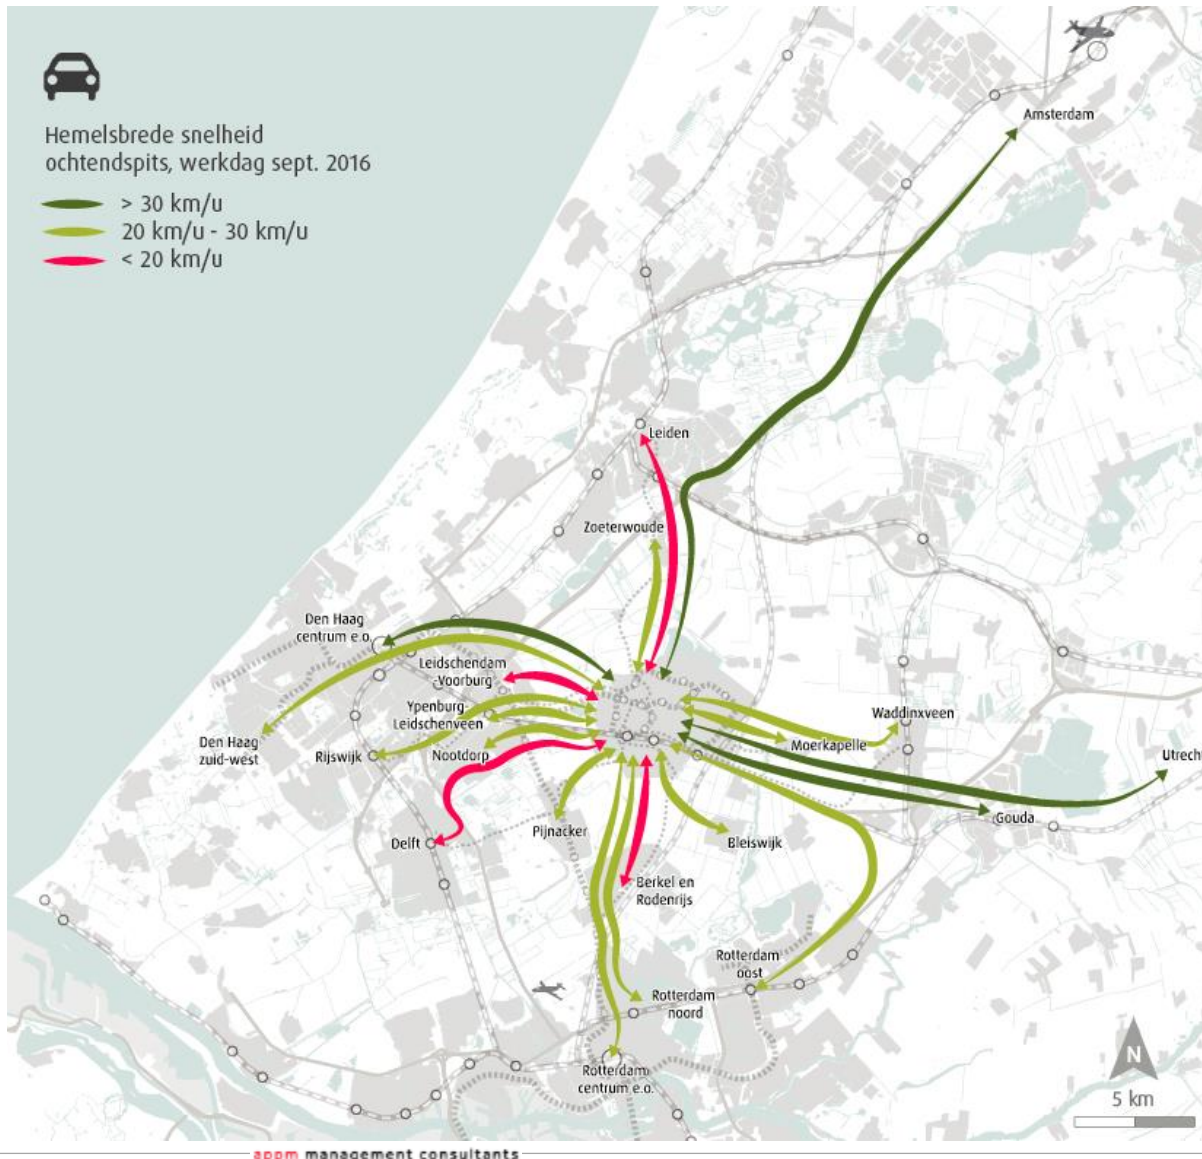 Hemelsbrede snelheid
ochtendspits, werkdag sept. 2016
> 30 km/u
20 km/u - 30 km/u
< 20 km/u
Amsterdam
Leiden
Zoeterwoude
Den Haag
centrum e.o.
Leidschendam
-Voorburg
Ypenburg-
Leidschenveen
Den Haag
zuid-west
Rijswijk
Nootdorp
Waddinxveen
Moerkapelle
Utrech
Gouda
Pijnacker
Delft
Bleiswijk
Berkel en
Rodenrijs
Rotterdam
oost
Rotterdam
noord
Rotterdam
centrum e.o.
N
5 km
appm management consultants